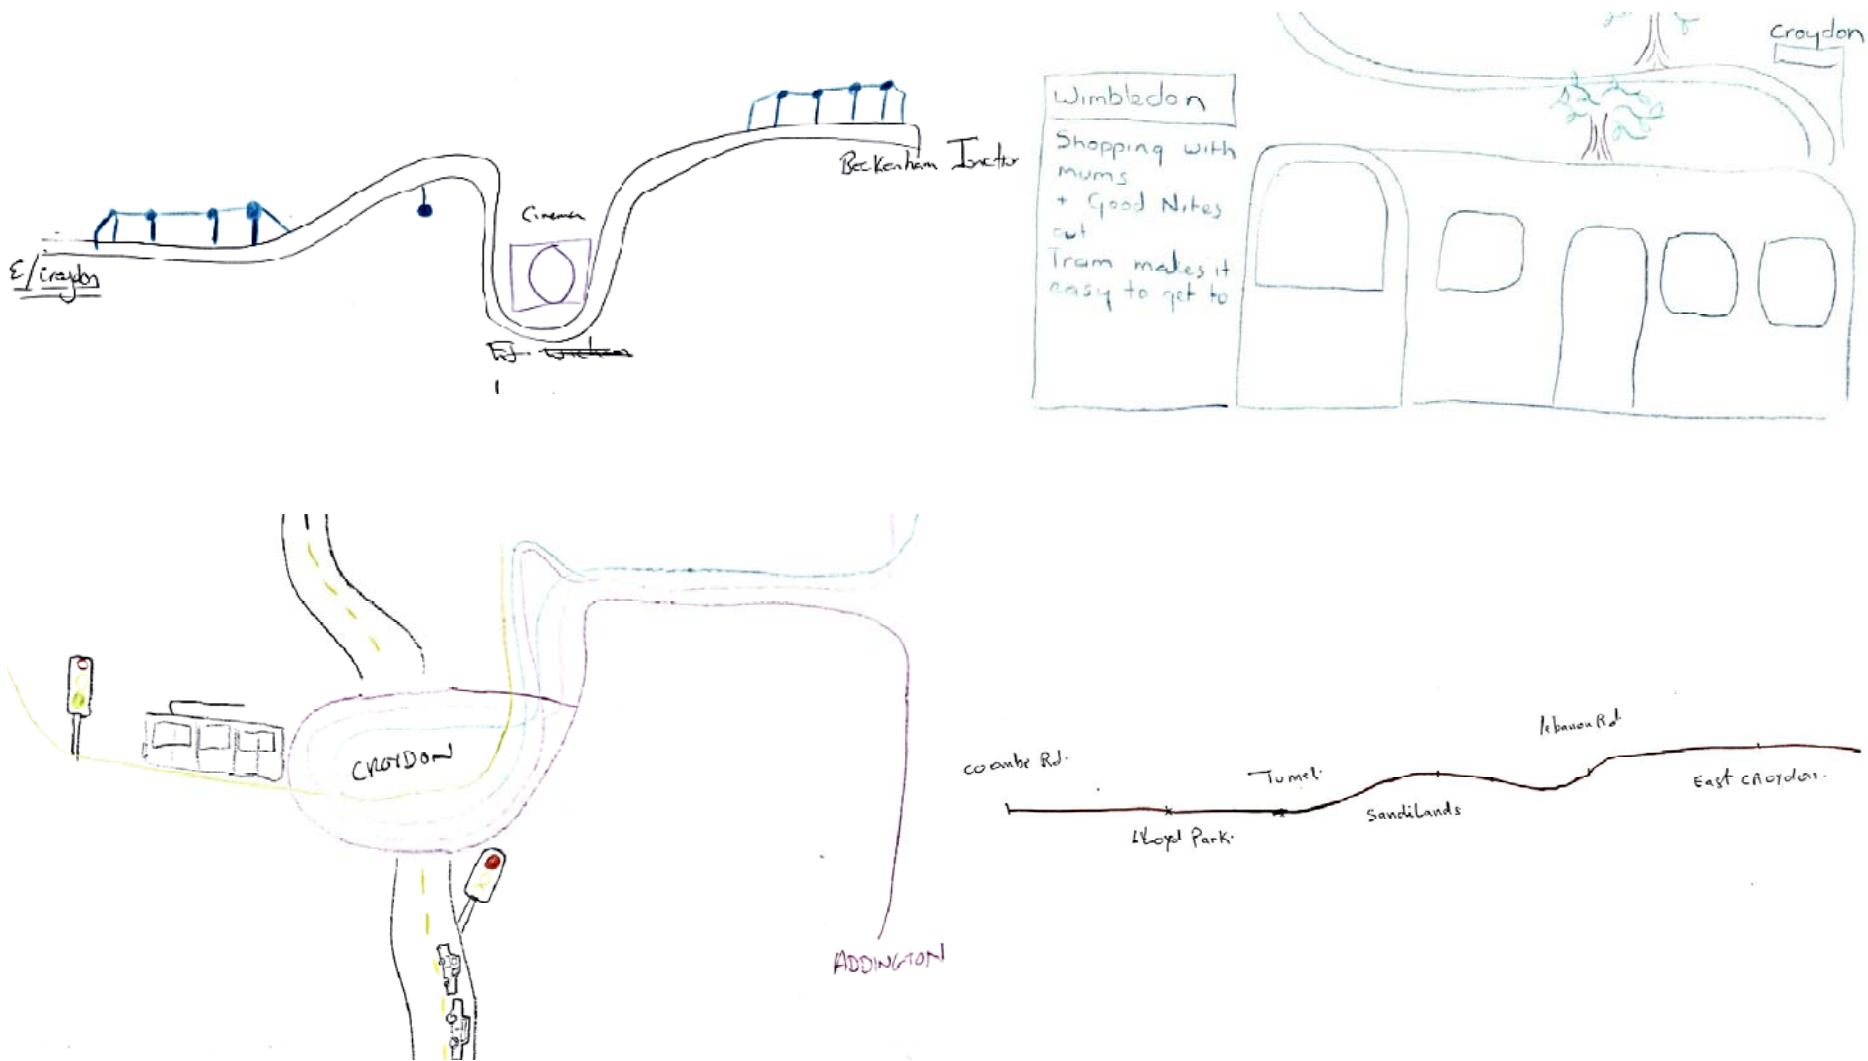 E/Croydon
Cinema
Beckenham Junction
Croydon
Wimbledon
Shopping with
mums
+ Good Nites
out
Tram makes it
easy to get to
CROYDON
ADDINGTON
Coombe Rd.
Lloyd Park.
Tunnel.
Sandilands
lebanon Rd.
East Croydon.